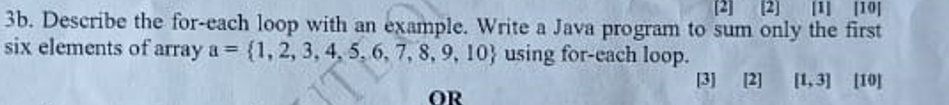 [2] [2] [1] [10]
3b. Describe the for-each loop with an example. Write a Java program to sum only the first
six elements of array a = {1, 2, 3, 4, 5, 6, 7, 8, 9, 10} using for-each loop.
[3] [2] [1, 3] [10]
OR